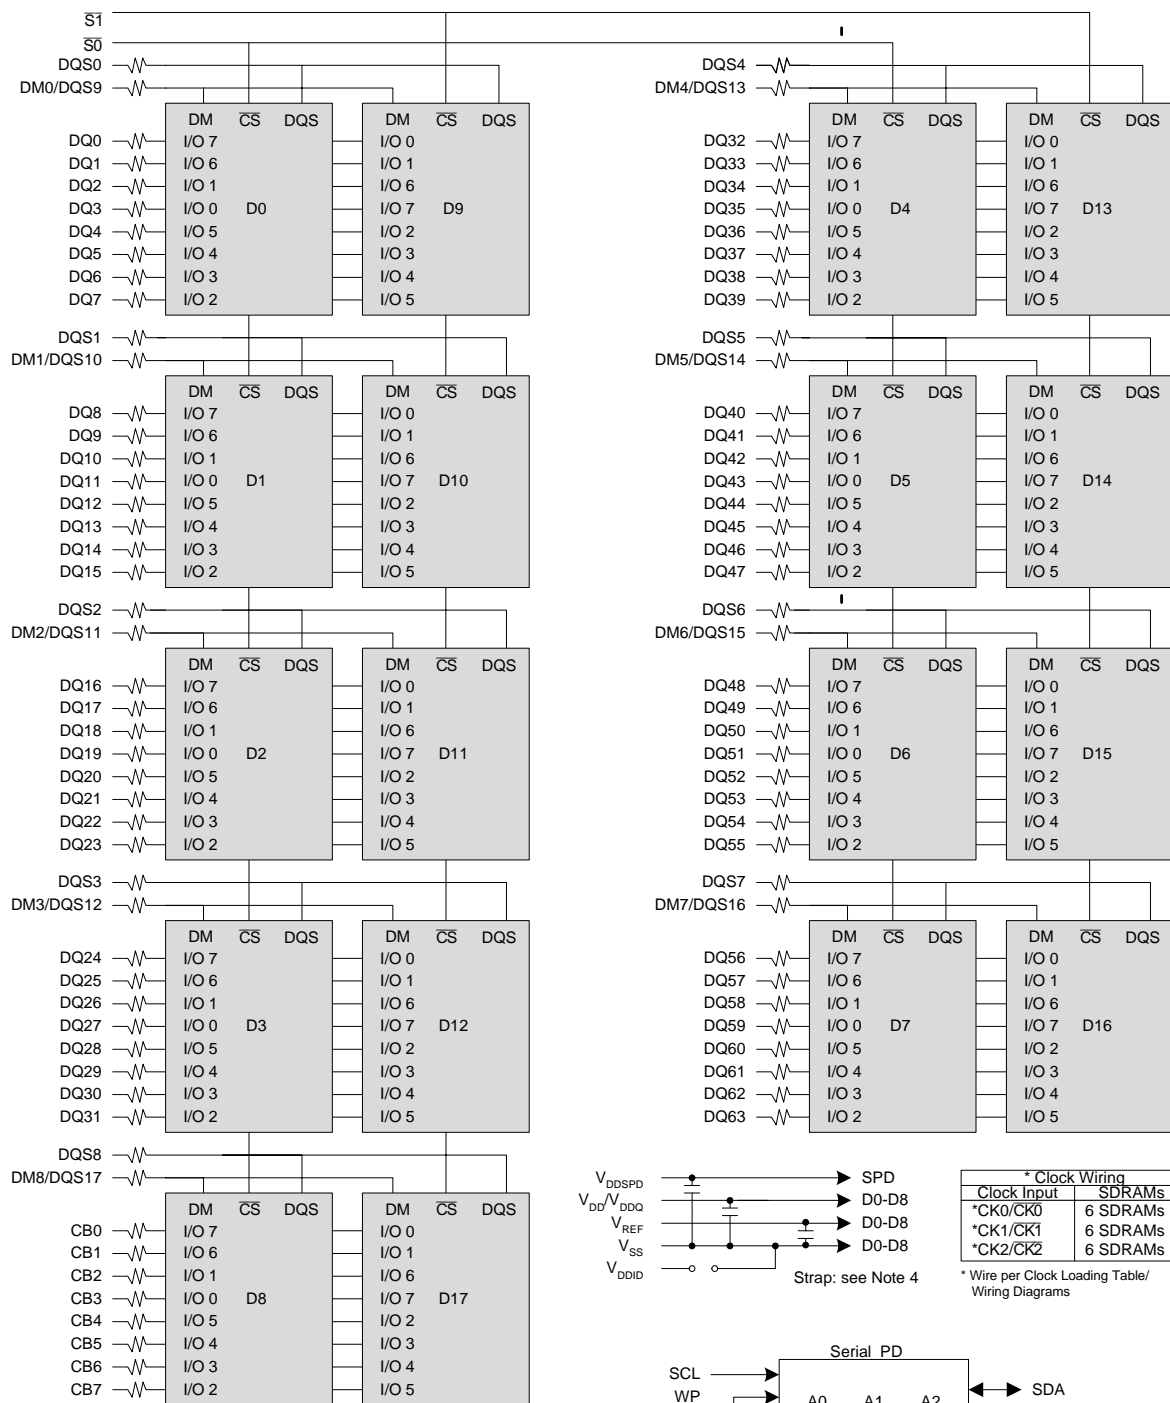 S1
S0
DQS0 DQS4
DM0/DQS9 DM4/DQS13
DM CS DQS DM CS DQS DM CS DQS DM CS DQS
DQ0 I/O 7 I/O 0 DQ32 I/O 7 I/O 0
DQ1 I/O 6 I/O 1 DQ33 I/O 6 I/O 1
DQ2 I/O 1 I/O 6 DQ34 I/O 1 I/O 6
DQ3 I/O 0 D0 I/O 7 D9 DQ35 I/O 0 D4 I/O 7 D13
DQ4 I/O 5 I/O 2 DQ36 I/O 5 I/O 2
DQ5 I/O 4 I/O 3 DQ37 I/O 4 I/O 3
DQ6 I/O 3 I/O 4 DQ38 I/O 3 I/O 4
DQ7 I/O 2 I/O 5 DQ39 I/O 2 I/O 5
DQS1 DQS5
DM1/DQS10 DM5/DQS14
DM CS DQS DM CS DQS DM CS DQS DM CS DQS
DQ8 I/O 7 I/O 0 DQ40 I/O 7 I/O 0
DQ9 I/O 6 I/O 1 DQ41 I/O 6 I/O 1
DQ10 I/O 1 I/O 6 DQ42 I/O 1 I/O 6
DQ11 I/O 0 D1 I/O 7 D10 DQ43 I/O 0 D5 I/O 7 D14
DQ12 I/O 5 I/O 2 DQ44 I/O 5 I/O 2
DQ13 I/O 4 I/O 3 DQ45 I/O 4 I/O 3
DQ14 I/O 3 I/O 4 DQ46 I/O 3 I/O 4
DQ15 I/O 2 I/O 5 DQ47 I/O 2 I/O 5
DQS2 DQS6
DM2/DQS11 DM6/DQS15
DM CS DQS DM CS DQS DM CS DQS DM CS DQS
DQ16 I/O 7 I/O 0 DQ48 I/O 7 I/O 0
DQ17 I/O 6 I/O 1 DQ49 I/O 6 I/O 1
DQ18 I/O 1 I/O 6 DQ50 I/O 1 I/O 6
DQ19 I/O 0 D2 I/O 7 D11 DQ51 I/O 0 D6 I/O 7 D15
DQ20 I/O 5 I/O 2 DQ52 I/O 5 I/O 2
DQ21 I/O 4 I/O 3 DQ53 I/O 4 I/O 3
DQ22 I/O 3 I/O 4 DQ54 I/O 3 I/O 4
DQ23 I/O 2 I/O 5 DQ55 I/O 2 I/O 5
DQS3 DQS7
DM3/DQS12 DM7/DQS16
DM CS DQS DM CS DQS DM CS DQS DM CS DQS
DQ24 I/O 7 I/O 0 DQ56 I/O 7 I/O 0
DQ25 I/O 6 I/O 1 DQ57 I/O 6 I/O 1
DQ26 I/O 1 I/O 6 DQ58 I/O 1 I/O 6
DQ27 I/O 0 D3 I/O 7 D12 DQ59 I/O 0 D7 I/O 7 D16
DQ28 I/O 5 I/O 2 DQ60 I/O 5 I/O 2
DQ29 I/O 4 I/O 3 DQ61 I/O 4 I/O 3
DQ30 I/O 3 I/O 4 DQ62 I/O 3 I/O 4
DQ31 I/O 2 I/O 5 DQ63 I/O 2 I/O 5
DQS8
DM8/DQS17
DM CS DQS DM CS DQS
CB0 I/O 7 I/O 0
CB1 I/O 6 I/O 1
CB2 I/O 1 I/O 6
CB3 I/O 0 D8 I/O 7 D17
CB4 I/O 5 I/O 2
CB5 I/O 4 I/O 3
CB6 I/O 3 I/O 4
CB7 I/O 2 I/O 5
VDDSPD SPD
VDD/VDDQ D0-D8
VREF D0-D8
VSS D0-D8
VDDID
Strap: see Note 4
* Clock Wiring
Clock Input SDRAMs
*CK0/CK0 6 SDRAMs
*CK1/CK1 6 SDRAMs
*CK2/CK2 6 SDRAMs
* Wire per Clock Loading Table/
Wiring Diagrams
Serial PD
SCL
WP SDA
A0 A1 A2